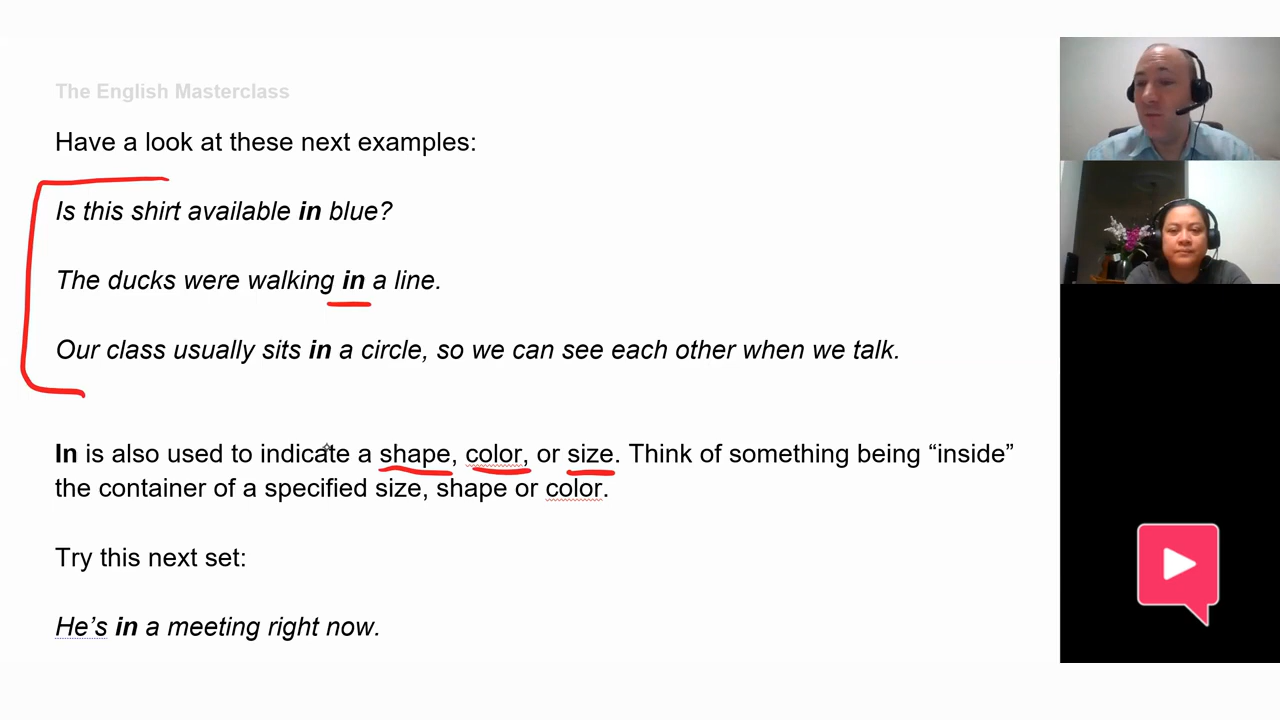 The English Masterclass
Have a look at these next examples:
Is this shirt available in blue?
The ducks were walking in a line.
Our class usually sits in a circle, so we can see each other when we talk.
In is also used to indicate a shape, color, or size. Think of something being “inside”
the container of a specified size, shape or color.
Try this next set:
He’s in a meeting right now.